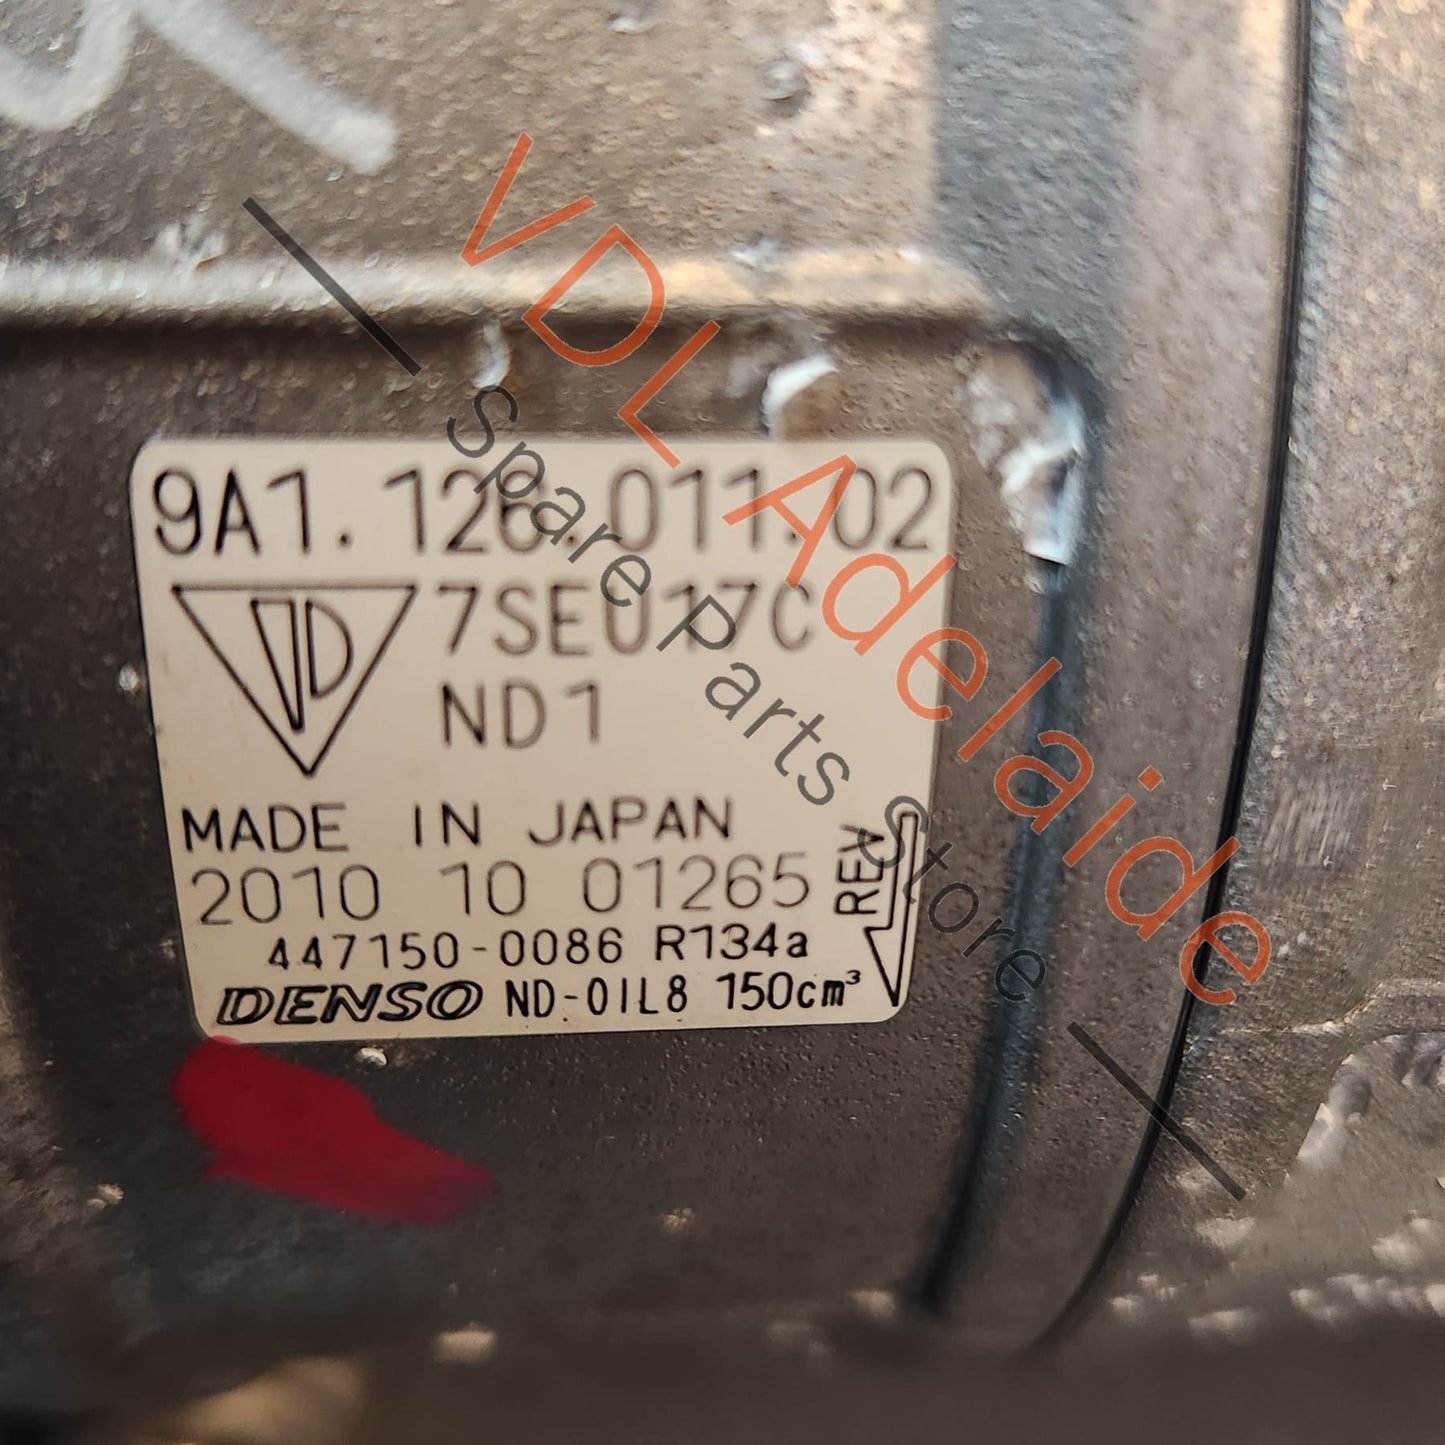 9A1.126.011.02
7SEU17C
ND1
MADE IN JAPAN
2010 10 01265
REV
447150-0086 R134a
DENSO ND-OIL8 150cm³
VDL Adelaide
Spare Parts Store